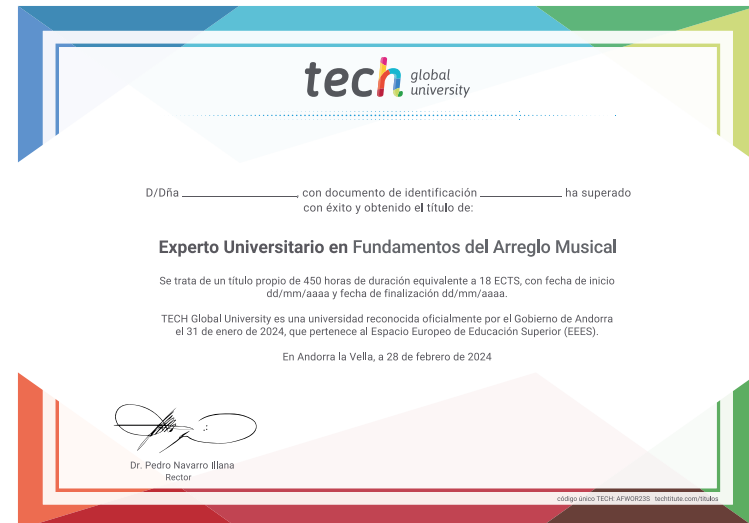 tech global
university
D/Dña ______________, con documento de identificación __________ ha superado
con éxito y obtenido el título de:
Experto Universitario en Fundamentos del Arreglo Musical
Se trata de un título propio de 450 horas de duración equivalente a 18 ECTS, con fecha de inicio
dd/mm/aaaa y fecha de finalización dd/mm/aaaa.
TECH Global University es una universidad reconocida oficialmente por el Gobierno de Andorra
el 31 de enero de 2024, que pertenece al Espacio Europeo de Educación Superior (EEES).
En Andorra la Vella, a 28 de febrero de 2024
Dr. Pedro Navarro Illana
Rector
código único TECH: AFWOR23S techtitute.com/titulos